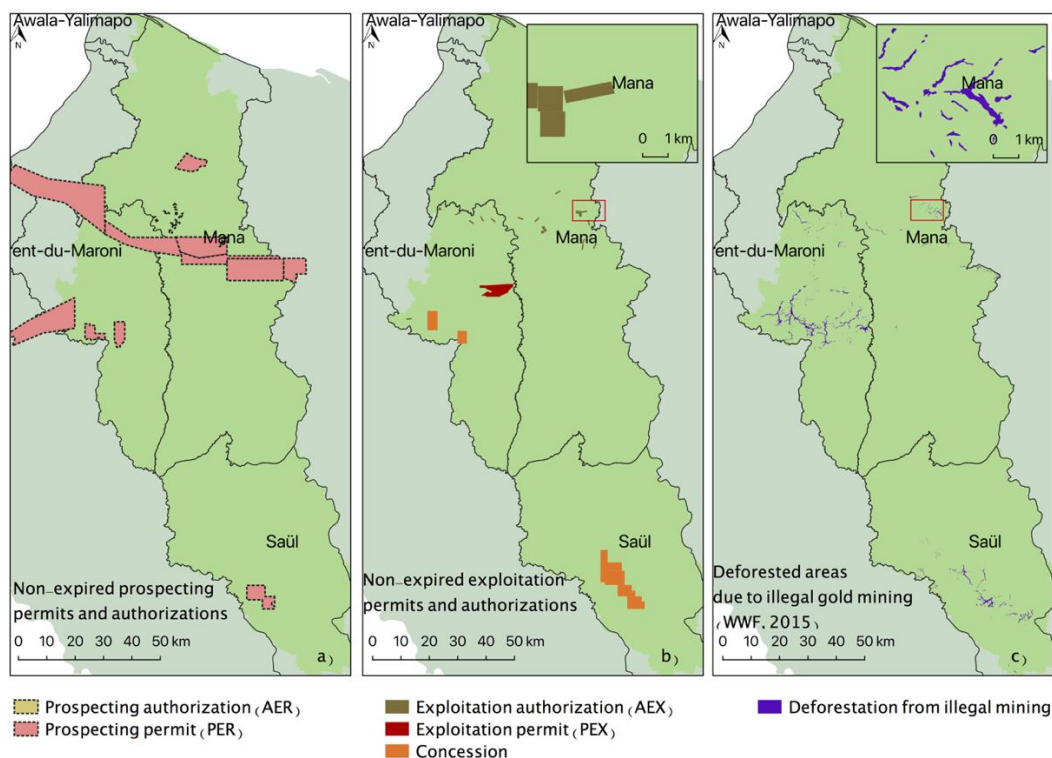 Awala-Yalimapo
N
Mana
ent-du-Maroni
Saül
Non-expired prospecting
permits and authorizations
0 10 20 30 40 50 km
a)
Awala-Yalimapo
N
Mana
0 1 km
Mana
ent-du-Maroni
Saül
Non-expired exploitation
permits and authorizations
0 10 20 30 40 50 km
b)
Awala-Yalimapo
N
Mana
0 1 km
Mana
ent-du-Maroni
Saül
Deforested areas
due to illegal gold mining
(WWF, 2015)
0 10 20 30 40 50 km
c)
Prospecting authorization (AER)
Prospecting permit (PER)
Exploitation authorization (AEX)
Exploitation permit (PEX)
Concession
Deforestation from illegal mining